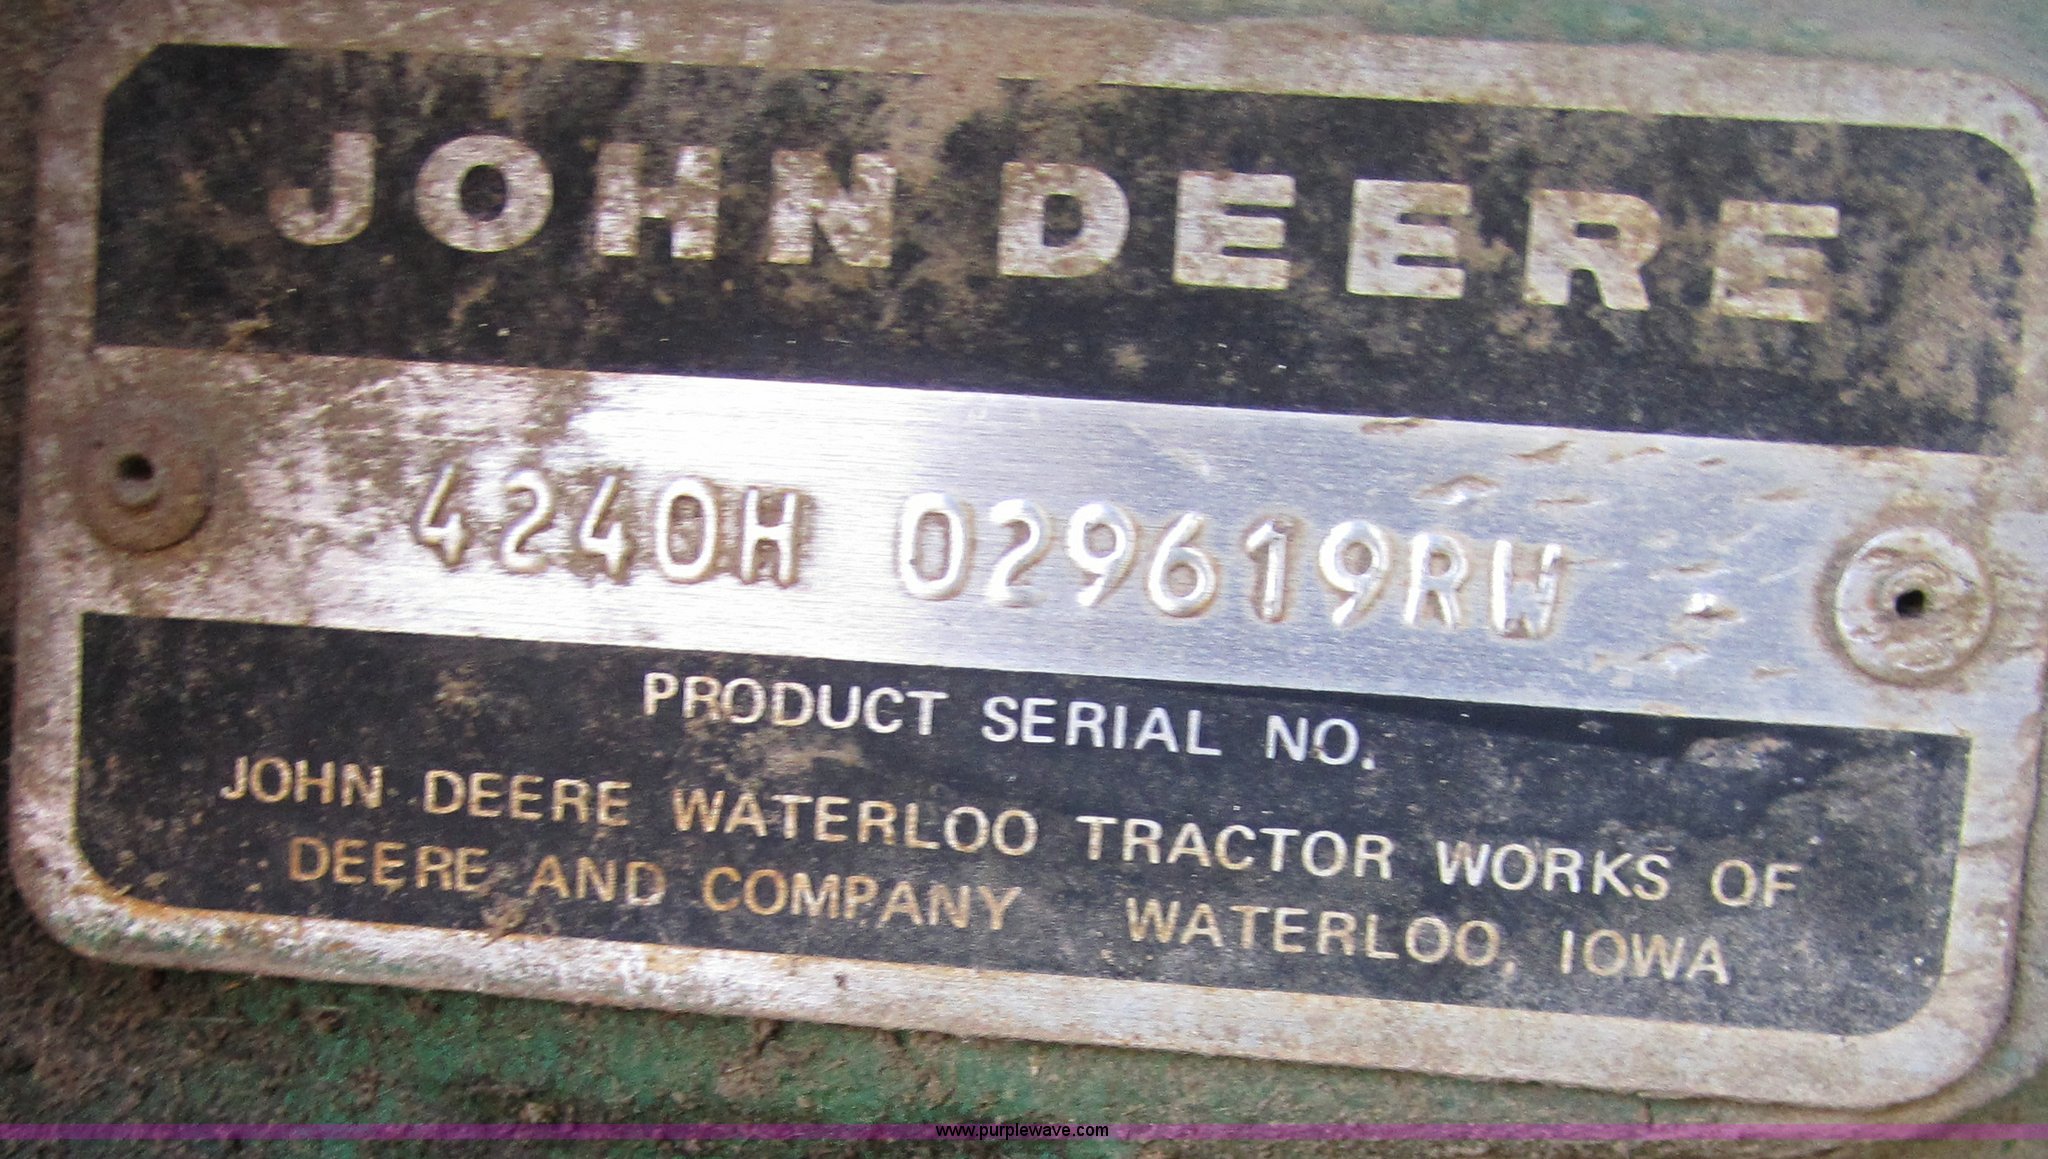 JOHN DEERE
4240H 029619RW
PRODUCT SERIAL NO.
JOHN DEERE WATERLOO TRACTOR WORKS OF
DEERE AND COMPANY WATERLOO, IOWA
www.purplewave.com